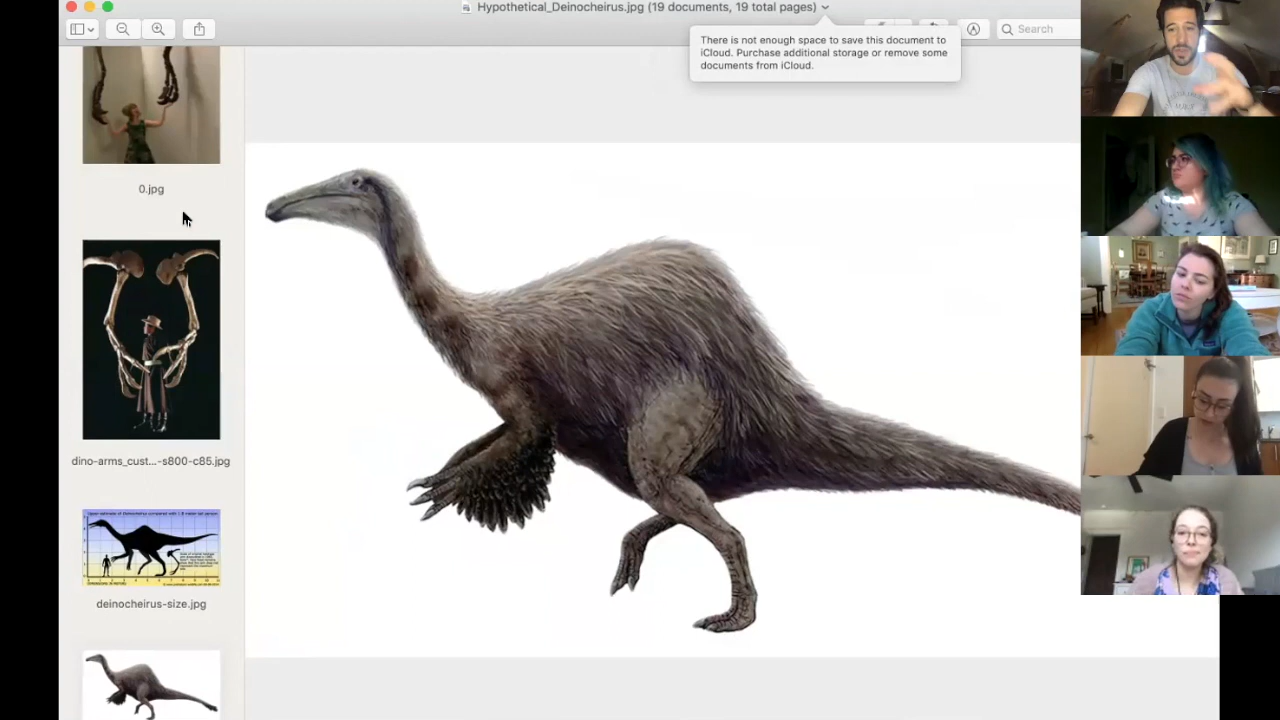 Hypothetical_Deinocheirus.jpg (19 documents, 19 total pages)
Search
There is not enough space to save this document to
iCloud. Purchase additional storage or remove some
documents from iCloud.
0.jpg
dino-arms_cust...-s800-c85.jpg
deinocheirus-size.jpg